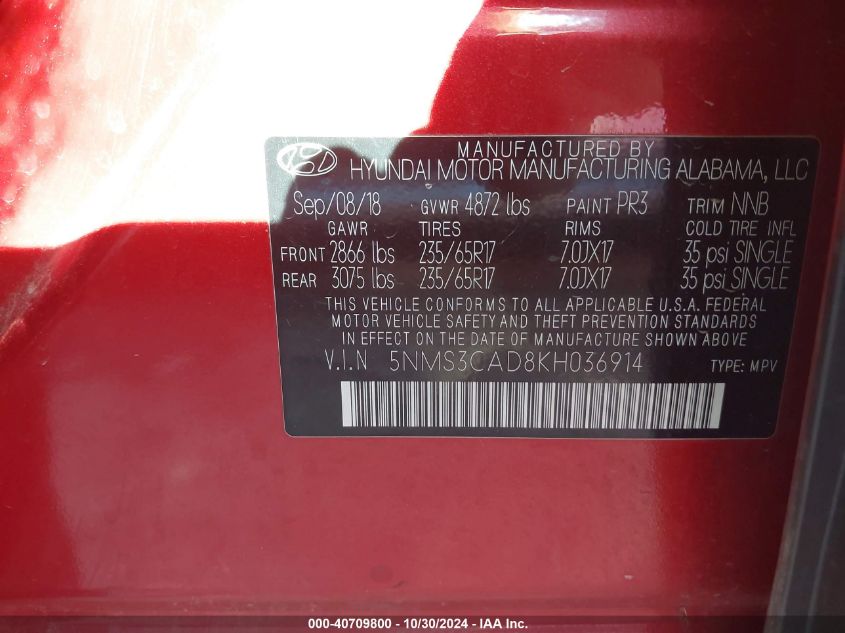 MANUFACTURED BY
HYUNDAI MOTOR MANUFACTURING ALABAMA, LLC
Sep/08/18 GVWR 4872 lbs PAINT PR3 TRIM NNB
GAWR TIRES RIMS COLD TIRE INFL
FRONT 2866 lbs 235/65R17 7.0JX17 35 psi SINGLE
REAR 3075 lbs 235/65R17 7.0JX17 35 psi SINGLE
THIS VEHICLE CONFORMS TO ALL APPLICABLE U.S.A. FEDERAL
MOTOR VEHICLE SAFETY AND THEFT PREVENTION STANDARDS
IN EFFECT ON THE DATE OF MANUFACTURE SHOWN ABOVE.
V.I.N 5NMS3CAD8KH036914 TYPE: MPV
000-40709800 - 10/30/2024 - IAA Inc.